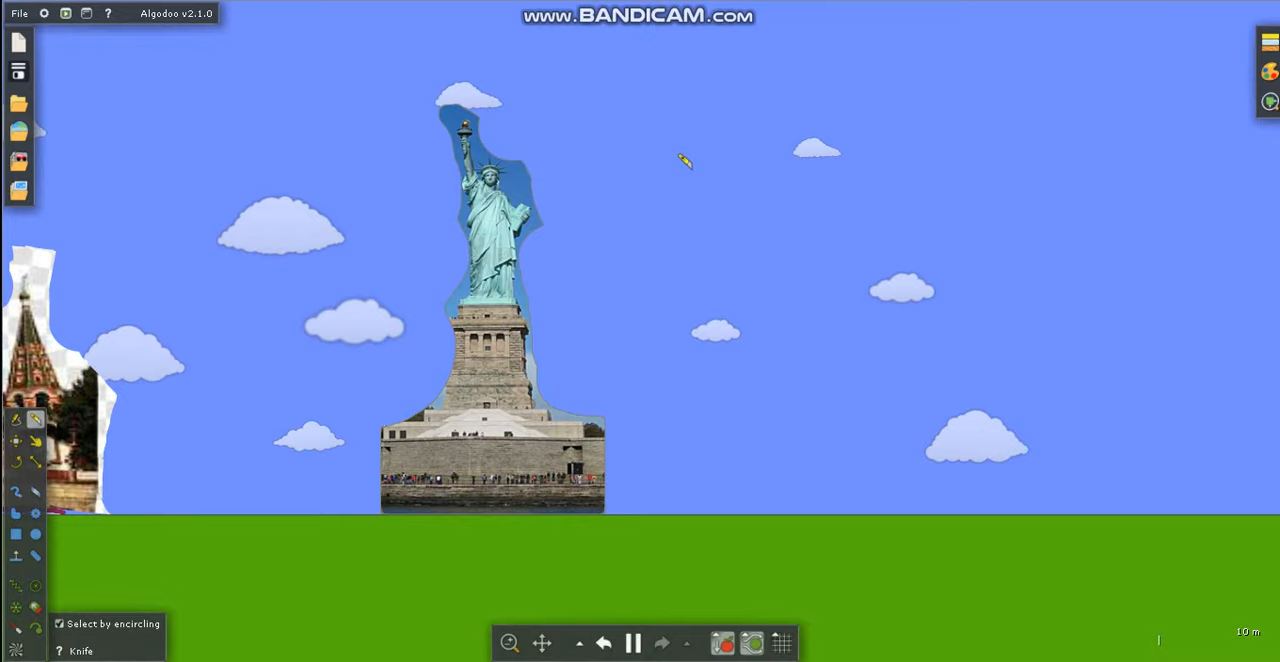 File
?
Algodoo v2.1.0
www.BANDICAM.com
Select by encircling
? Knife
10 m